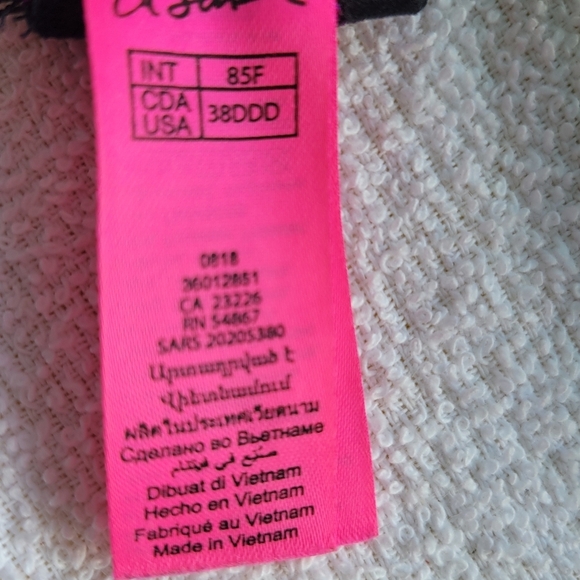 INT 85F
CDA USA 38DDD
0818
36012851
CA 23226
RN 54867
SARS 20205380
Արտադրված է
Վիետնամում
ผลิตในประเทศเวียดนาม
Сделано во Вьетнаме
صنع في فيتنام
Dibuat di Vietnam
Hecho en Vietnam
Fabriqué au Vietnam
Made in Vietnam